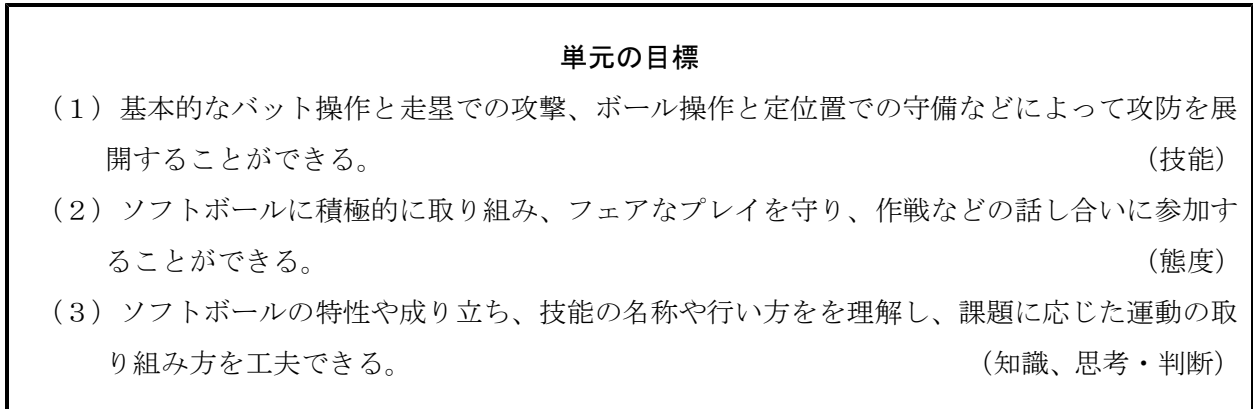 単元の目標
（１）基本的なバット操作と走塁での攻撃、ボール操作と定位置での守備などによって攻防を展
開することができる。 （技能）
（２）ソフトボールに積極的に取り組み、フェアなプレイを守り、作戦などの話し合いに参加す
ることができる。 （態度）
（３）ソフトボールの特性や成り立ち、技能の名称や行い方をを理解し、課題に応じた運動の取
り組み方を工夫できる。 （知識、思考・判断）